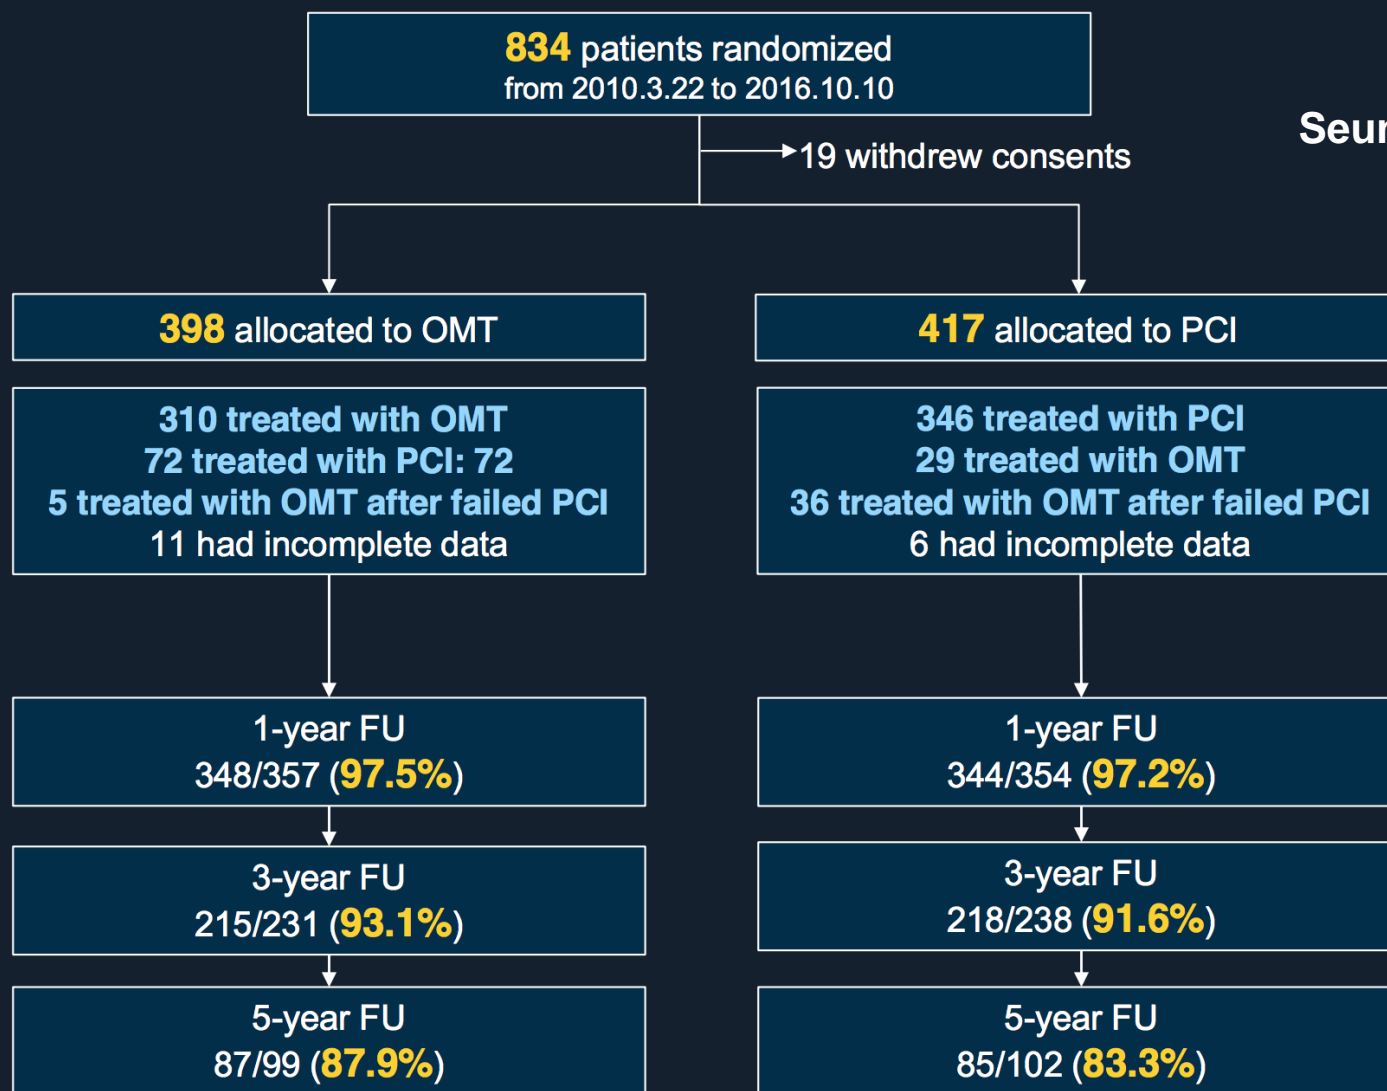 834 patients randomized
from 2010.3.22 to 2016.10.10
Seun
19 withdrew consents
398 allocated to OMT
417 allocated to PCI
310 treated with OMT
72 treated with PCI: 72
5 treated with OMT after failed PCI
11 had incomplete data
346 treated with PCI
29 treated with OMT
36 treated with OMT after failed PCI
6 had incomplete data
1-year FU
348/357 (97.5%)
1-year FU
344/354 (97.2%)
3-year FU
215/231 (93.1%)
3-year FU
218/238 (91.6%)
5-year FU
87/99 (87.9%)
5-year FU
85/102 (83.3%)